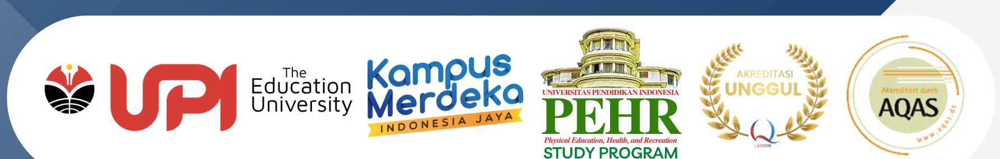 UPI
The
Education
University
Kampus
Merdeka
INDONESIA JAYA
UNIVERSITAS PENDIDIKAN INDONESIA
PEHR
Physical Education, Health, and Recreation
STUDY PROGRAM
AKREDITASI
UNGGUL
LAMDIK
Akkreditiert durch
AQAS
www.aqas.de